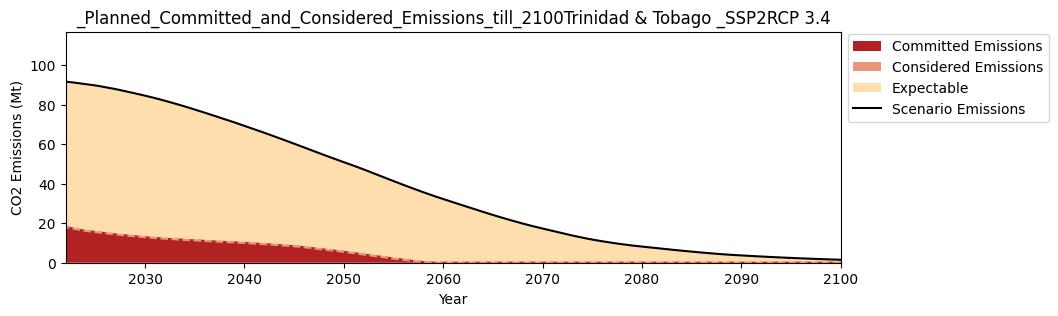 _Planned_Committed_and_Considered_Emissions_till_2100Trinidad & Tobago _SSP2RCP 3.4
Committed Emissions
Considered Emissions
Expectable
Scenario Emissions
CO2 Emissions (Mt)
100
80
60
40
20
0
2030 2040 2050 2060 2070 2080 2090 2100
Year